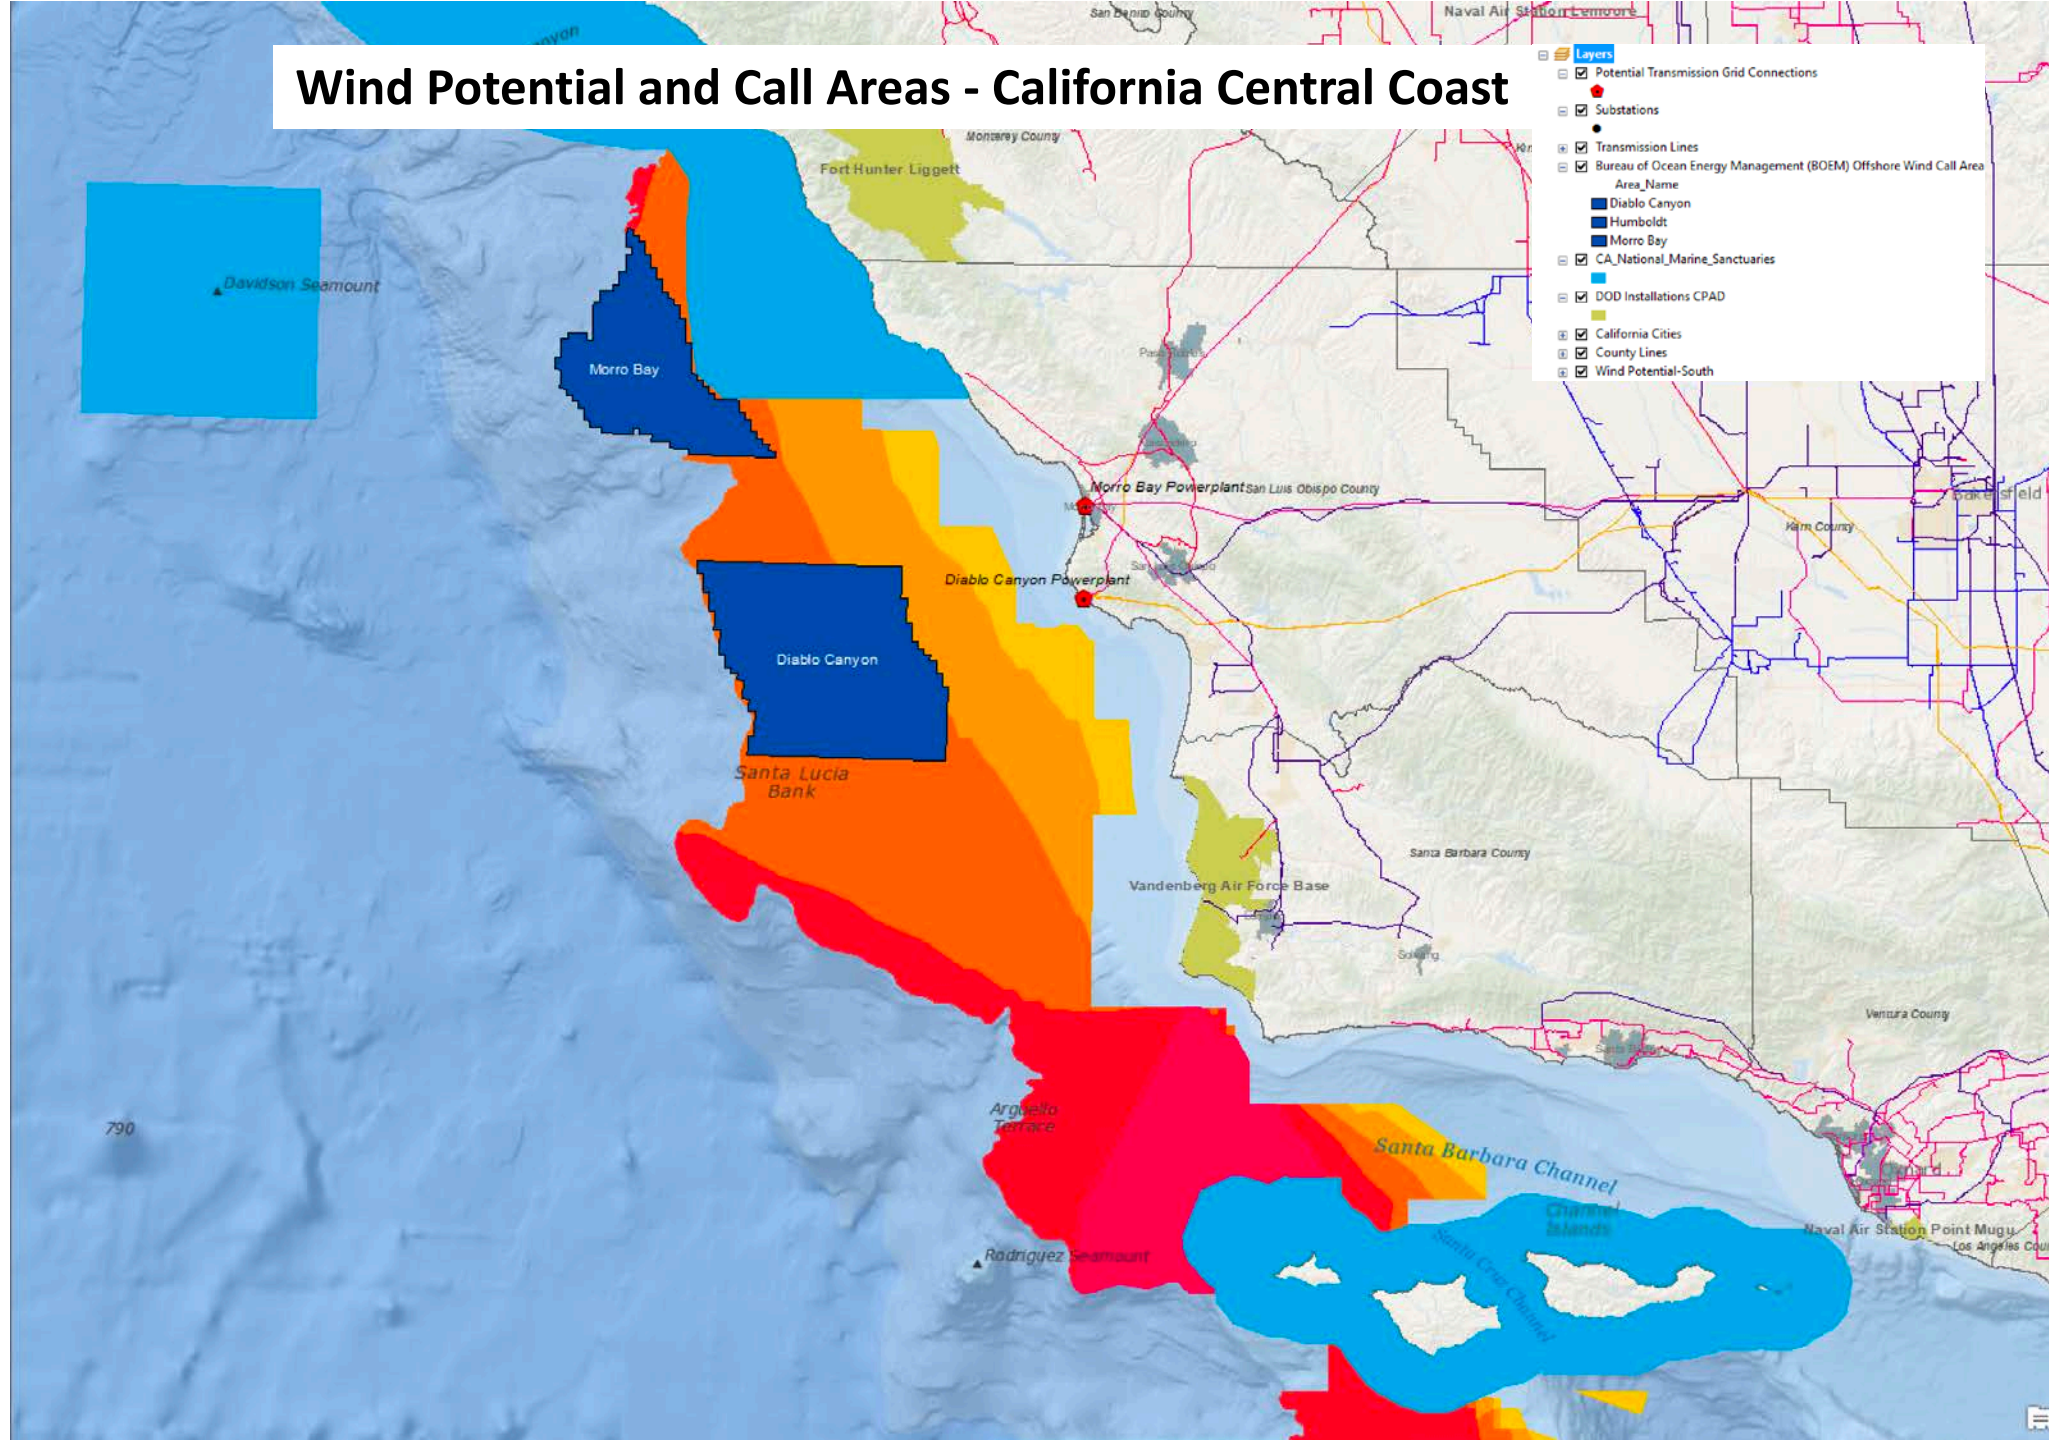 San Benito County
Naval Air Station Lemoore
Wind Potential and Call Areas - California Central Coast
Layers
Potential Transmission Grid Connections
Substations
Transmission Lines
Bureau of Ocean Energy Management (BOEM) Offshore Wind Call Area
Area_Name
Diablo Canyon
Humboldt
Morro Bay
CA_National_Marine_Sanctuaries
DOD Installations CPAD
California Cities
County Lines
Wind Potential-South
Monterey County
Fort Hunter Liggett
Davidson Seamount
Morro Bay
Morro Bay Powerplant
San Luis Obispo County
Bakersfield
Kern County
Diablo Canyon Powerplant
Diablo Canyon
Santa Lucia
Bank
Santa Barbara County
Vandenberg Air Force Base
Solvang
Ventura County
Arguello
Terrace
790
Santa Barbara Channel
Oxnard
Channel
Islands
Naval Air Station Point Mugu
Santa Cruz Channel
Rodriguez Seamount